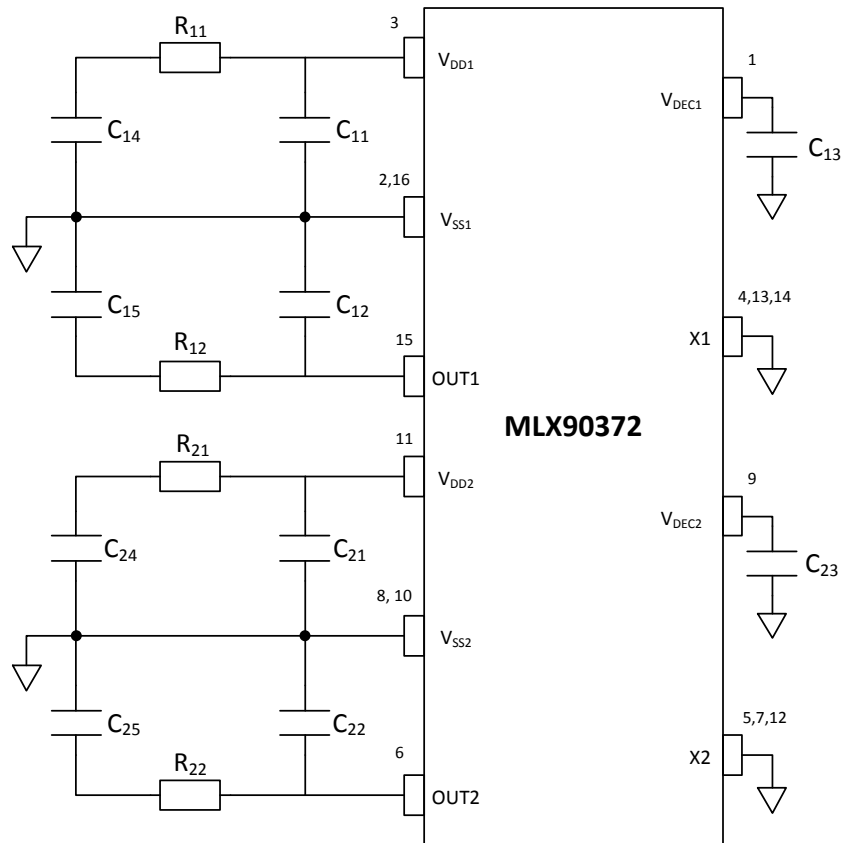 R11
3
VDD1
1
VDEC1
C14
C11
C13
2,16
VSS1
C15
C12
4,13,14
X1
R12
15
OUT1
MLX90372
R21
11
VDD2
9
VDEC2
C24
C21
C23
8, 10
VSS2
C25
C22
5,7,12
X2
R22
6
OUT2